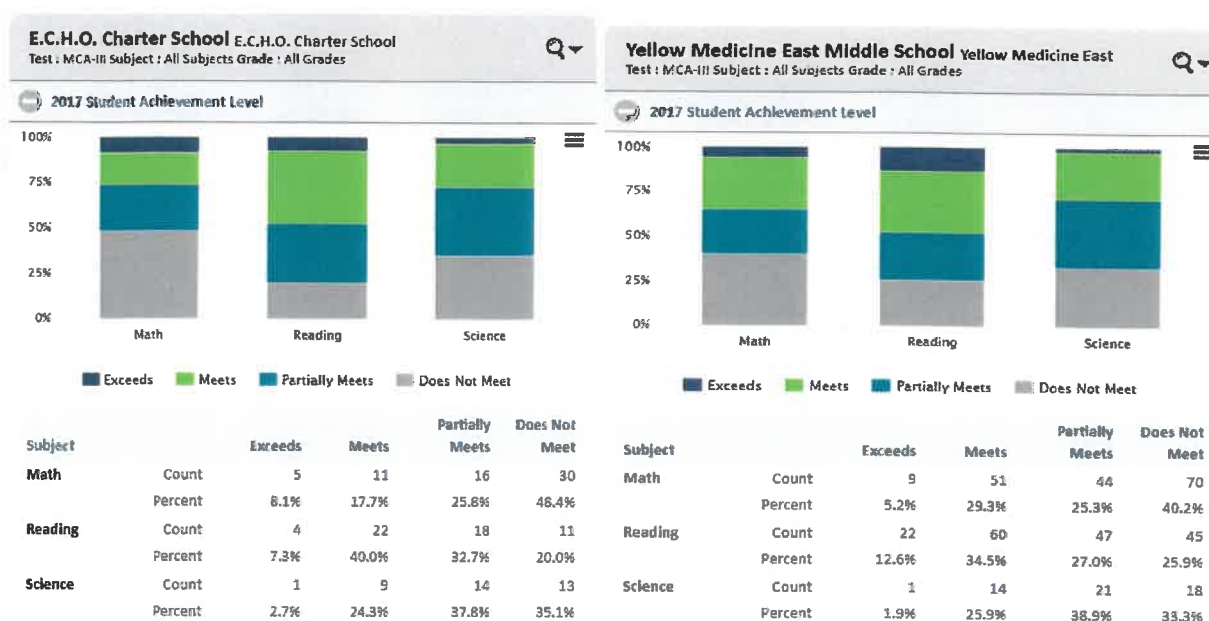 E.C.H.O. Charter School E.C.H.O. Charter School
Test : MCA-III Subject : All Subjects Grade : All Grades
2017 Student Achievement Level
100%
75%
50%
25%
0%
Math Reading Science
Exceeds Meets Partially Meets Does Not Meet
Subject Exceeds Meets Partially Meets Does Not Meet
Math Count 5 11 16 30
Percent 8.1% 17.7% 25.8% 48.4%
Reading Count 4 22 18 11
Percent 7.3% 40.0% 32.7% 20.0%
Science Count 1 9 14 13
Percent 2.7% 24.3% 37.8% 35.1%
Yellow Medicine East Middle School Yellow Medicine East
Test : MCA-III Subject : All Subjects Grade : All Grades
2017 Student Achievement Level
100%
75%
50%
25%
0%
Math Reading Science
Exceeds Meets Partially Meets Does Not Meet
Subject Exceeds Meets Partially Meets Does Not Meet
Math Count 9 51 44 70
Percent 5.2% 29.3% 25.3% 40.2%
Reading Count 22 60 47 45
Percent 12.6% 34.5% 27.0% 25.9%
Science Count 1 14 21 18
Percent 1.9% 25.9% 38.9% 33.3%